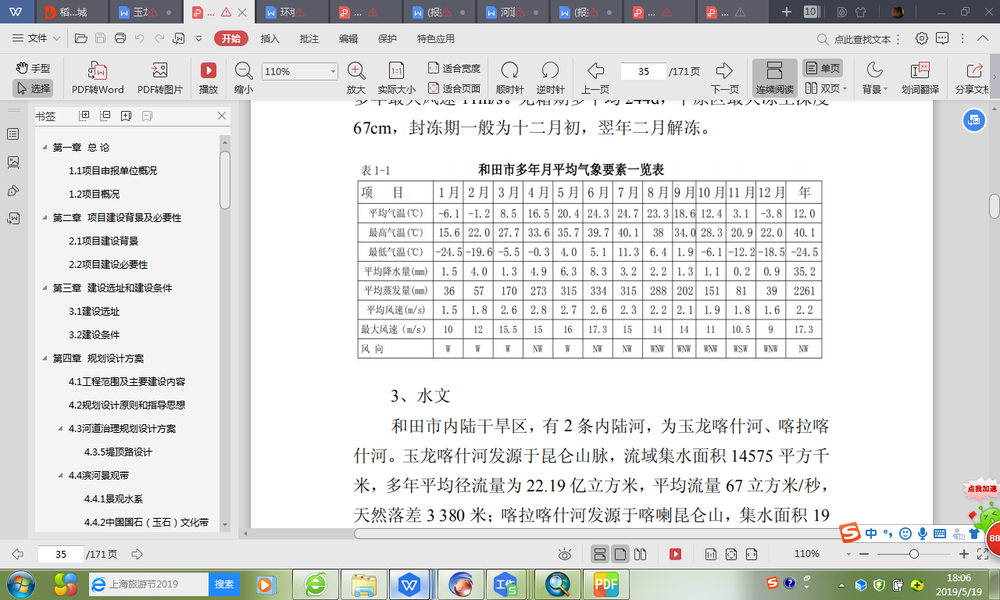 稻...城
玉龙
...
环境
...
(报
河道
(报
...
...
10
文件
开始
插入
批注
编辑
保护
特色应用
点此查找文本
手型
选择
PDF转Word
PDF转图片
播放
缩小
110%
放大
1:1
实际大小
适合宽度
适合页面
顺时针
逆时针
上一页
35
/171页
下一页
连续阅读
单页
双页
背景
划词翻译
分享文档
书签
第一章 总 论
1.1项目申报单位概况
1.2项目概况
第二章 项目建设背景及必要性
2.1项目建设背景
2.2项目建设必要性
第三章 建设选址和建设条件
3.1建设选址
3.2建设条件
第四章 规划设计方案
4.1工程范围及主要建设内容
4.2规划设计原则和指导思想
4.3河道治理规划设计方案
4.3.5堤顶路设计
4.4滨河景观带
4.4.1景观水系
4.4.2中国国石（玉石）文化带
多年最大风速 11m/s。无霜期多年均 244d，平原区最大冻土深度
67cm，封冻期一般为十二月初，翌年二月解冻。
表 1-1 和田市多年月平均气象要素一览表
项 目 1 月 2 月 3 月 4 月 5 月 6 月 7 月 8 月 9 月 10 月 11 月 12 月 年
平均气温(℃) -6.1 -1.2 8.5 16.5 20.4 24.3 24.7 23.3 18.6 12.4 3.1 -3.8 12.0
最高气温(℃) 15.6 22.0 27.7 33.6 35.7 39.7 40.1 38 34.0 28.3 20.9 22.0 40.1
最低气温(℃) -24.5 -19.6 -5.5 -0.3 4.0 5.1 11.3 6.4 1.9 -6.1 -12.2 -18.5 -24.5
平均降水量(mm) 1.5 4.0 1.3 4.9 6.3 8.3 3.2 2.2 1.3 1.1 0.2 0.9 35.2
平均蒸发量(mm) 36 57 170 273 315 334 315 288 202 151 81 39 2261
平均风速(m/s) 1.5 1.8 2.6 2.8 2.7 2.6 2.3 2.2 2.1 1.9 1.8 1.6 2.2
最大风速（m/s） 10 12 15.5 15 16 17.3 15 14 14 11 10.5 9 17.3
风 向 W W W NW W NW NW WNW WNW WNW WSW WNW NW
3、水文
和田市内陆干旱区，有 2 条内陆河，为玉龙喀什河、喀拉喀
什河。玉龙喀什河发源于昆仑山脉，流域集水面积 14575 平方千
米，多年平均径流量为 22.19 亿立方米，平均流量 67 立方米/秒，
天然落差 3 380 米；喀拉喀什河发源于喀喇昆仑山，集水面积 19
点我加速
中
88
35
/171页
1:1
110%
上海旅游节2019
搜索
工作
PDF
18:06
2019/5/19